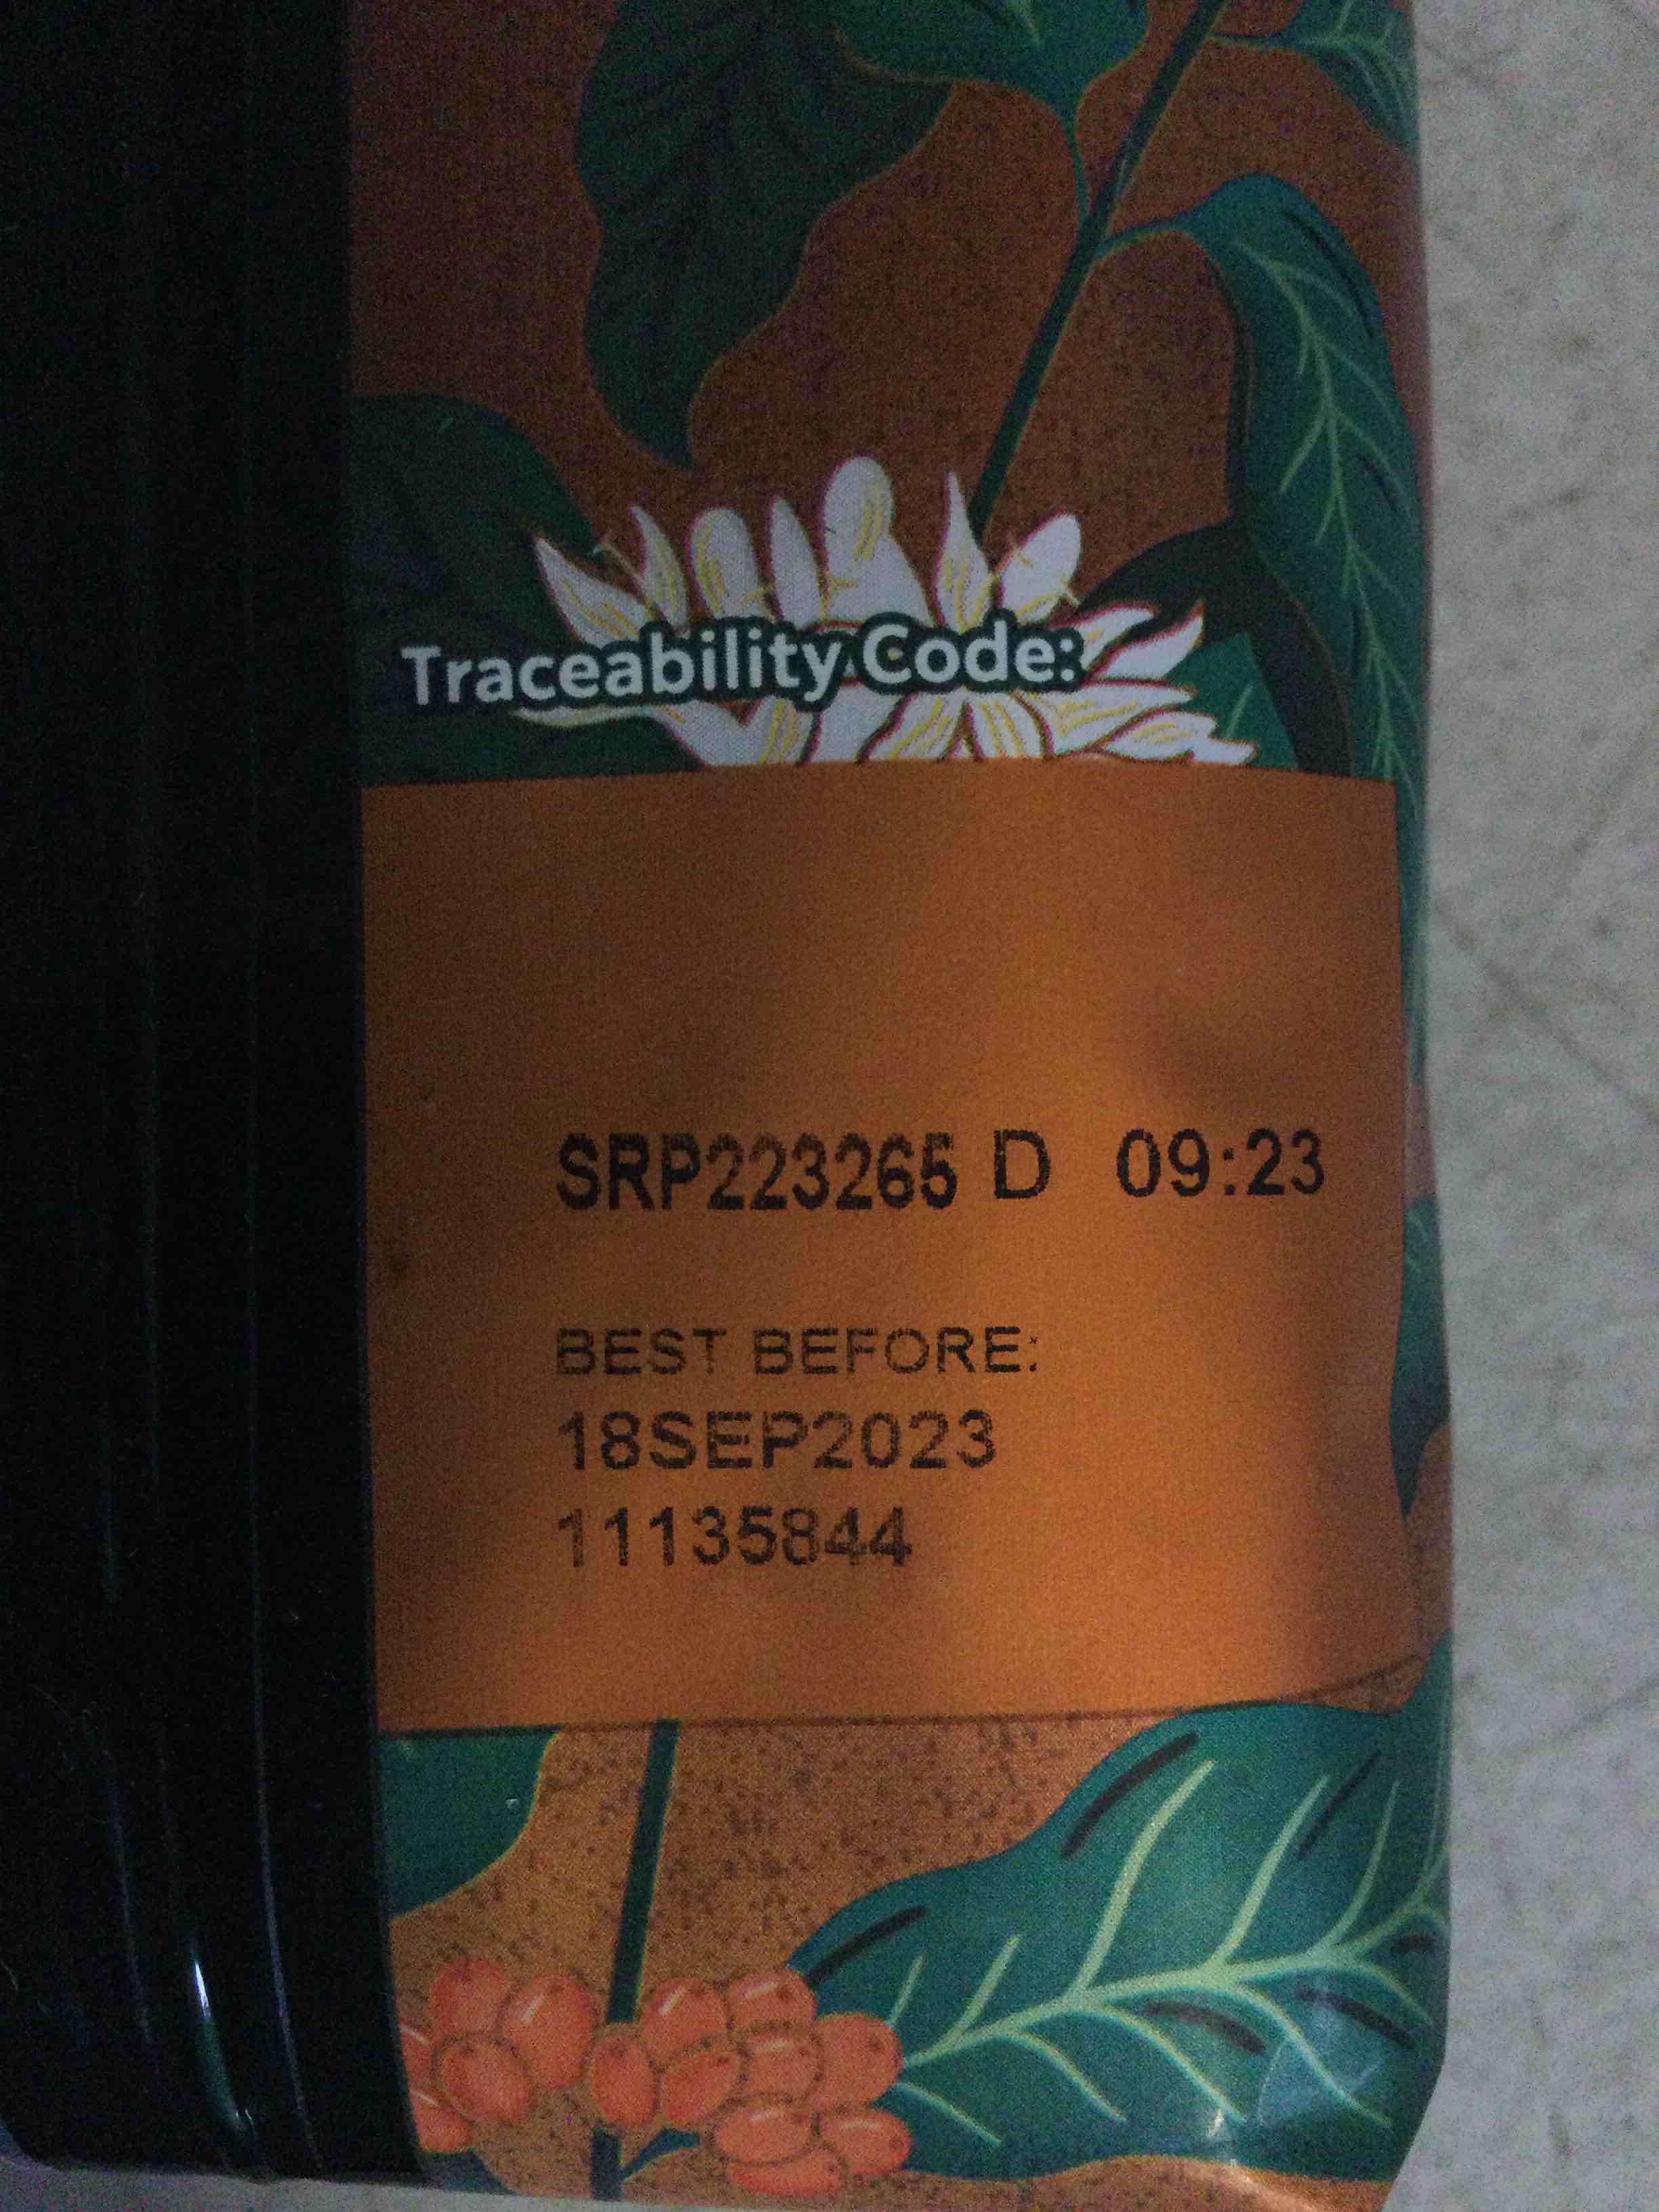 Traceability Code:
SRP223265 D 09:23
BEST BEFORE:
18SEP2023
11135844